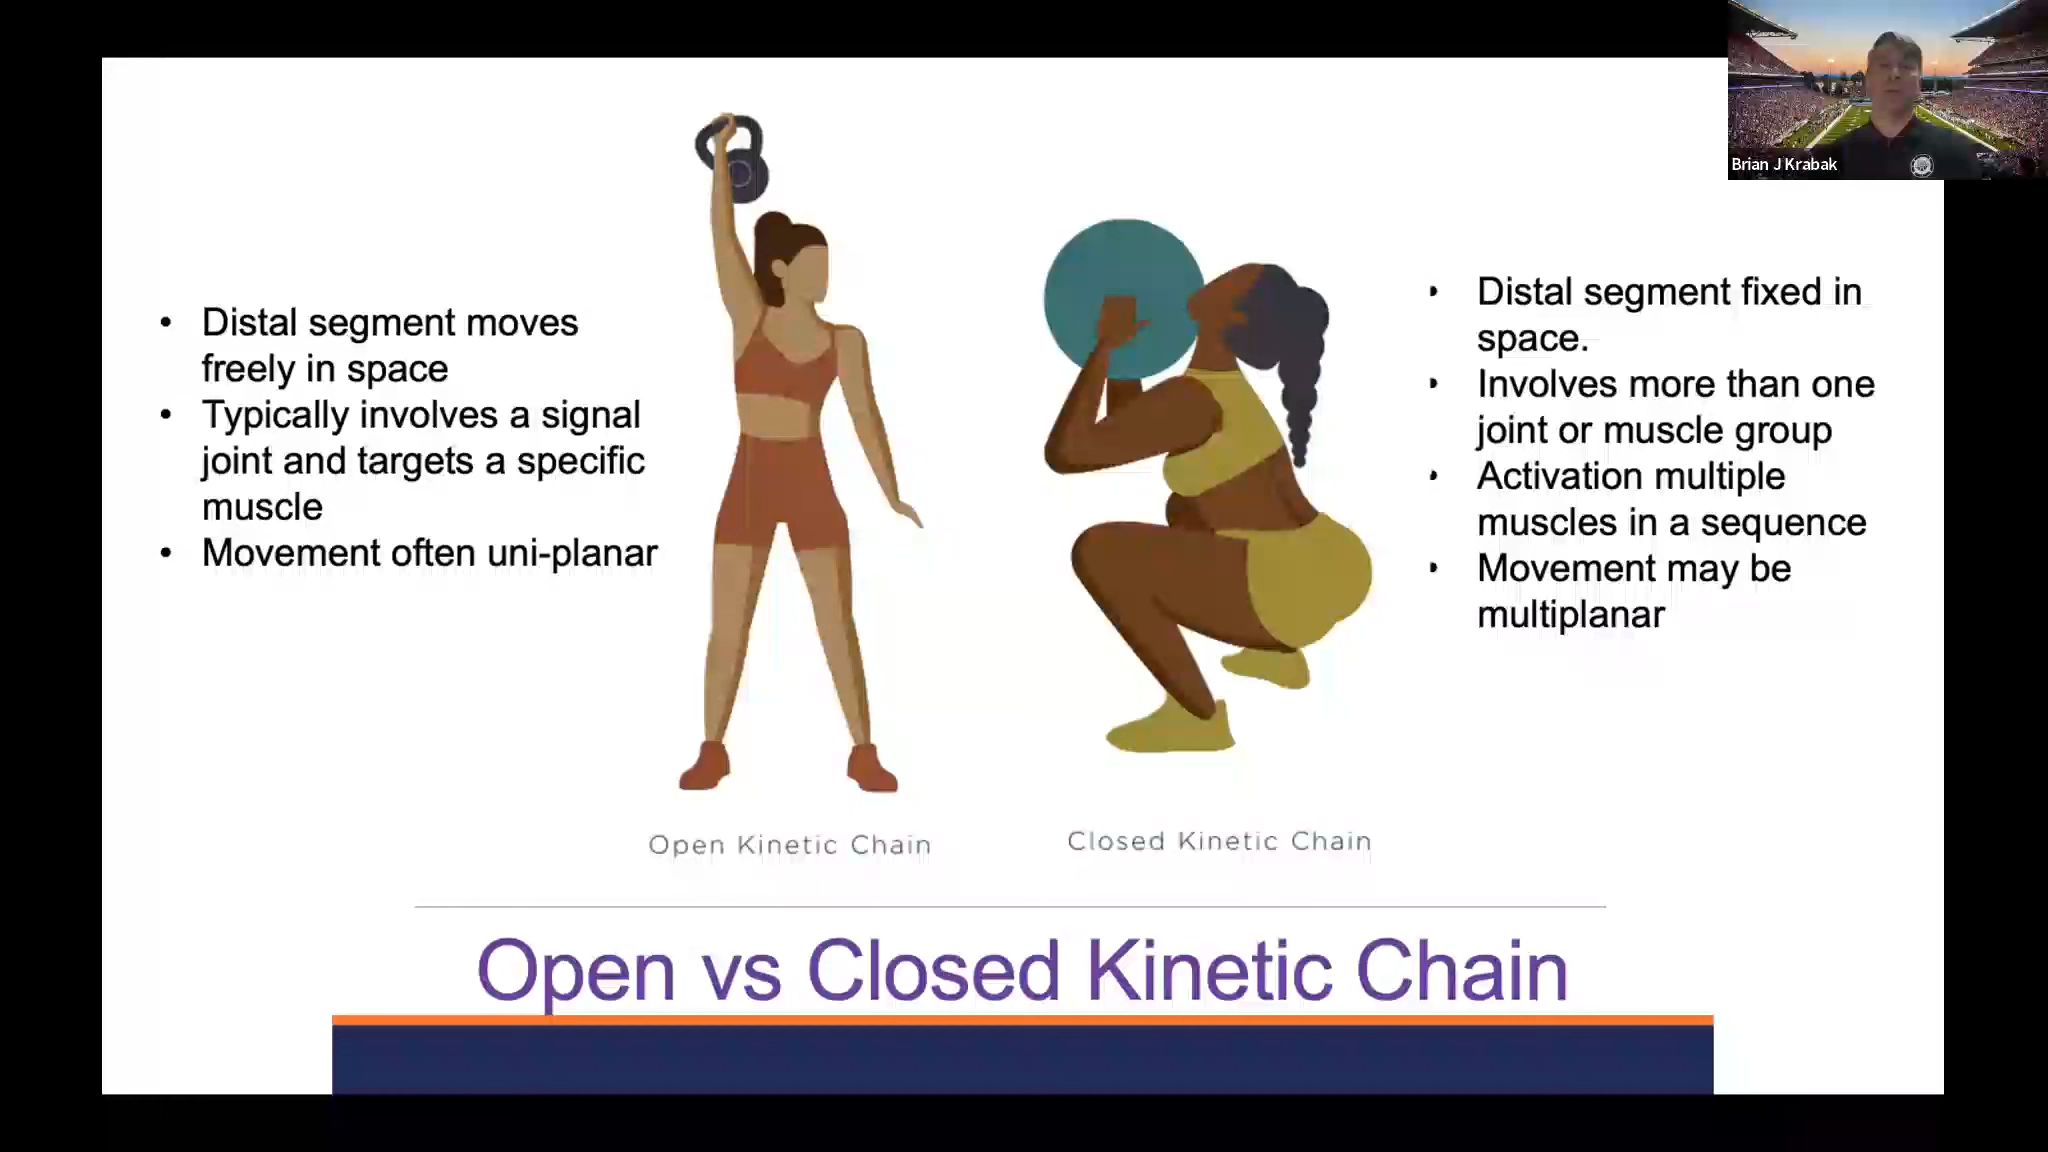 Brian J Krabak
• Distal segment moves
freely in space
• Typically involves a signal
joint and targets a specific
muscle
• Movement often uni-planar
• Distal segment fixed in
space.
• Involves more than one
joint or muscle group
• Activation multiple
muscles in a sequence
• Movement may be
multiplanar
Open Kinetic Chain
Closed Kinetic Chain
Open vs Closed Kinetic Chain